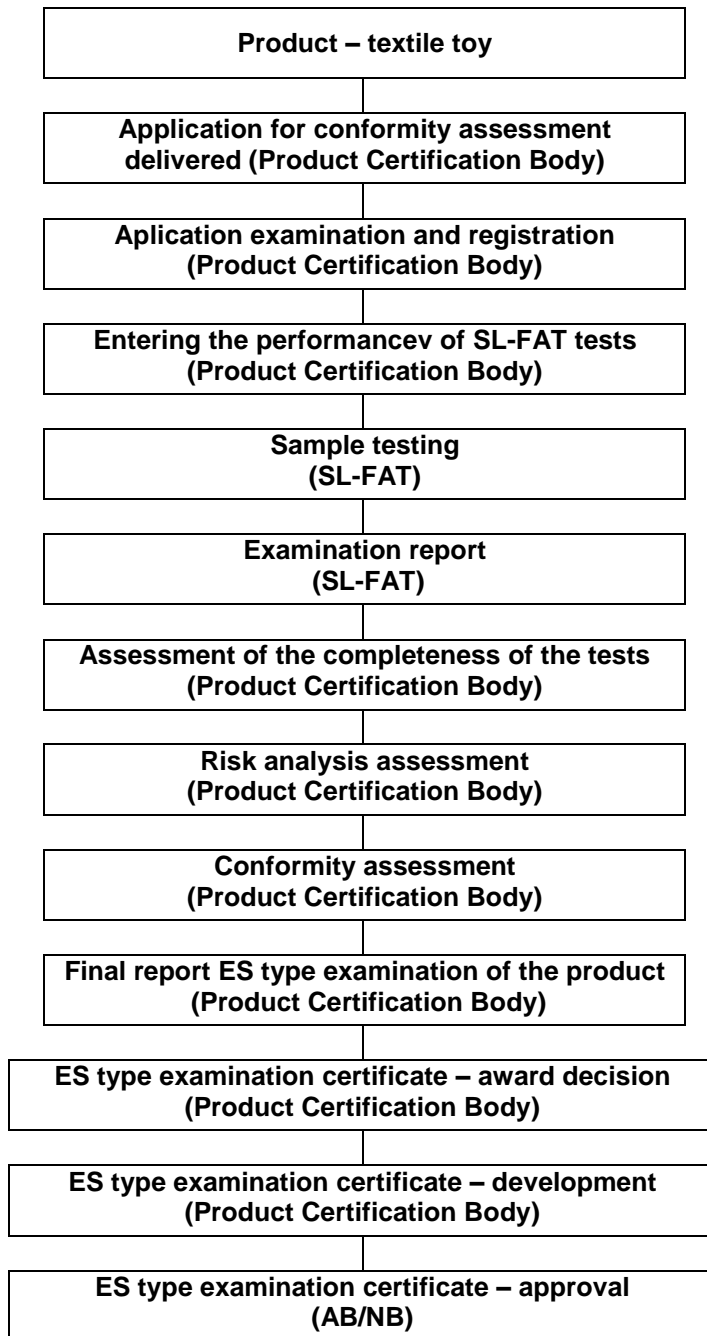 Product – textile toy
Application for conformity assessment
delivered (Product Certification Body)
Aplication examination and registration
(Product Certification Body)
Entering the performancev of SL-FAT tests
(Product Certification Body)
Sample testing
(SL-FAT)
Examination report
(SL-FAT)
Assessment of the completeness of the tests
(Product Certification Body)
Risk analysis assessment
(Product Certification Body)
Conformity assessment
(Product Certification Body)
Final report ES type examination of the product
(Product Certification Body)
ES type examination certificate – award decision
(Product Certification Body)
ES type examination certificate – development
(Product Certification Body)
ES type examination certificate – approval
(AB/NB)